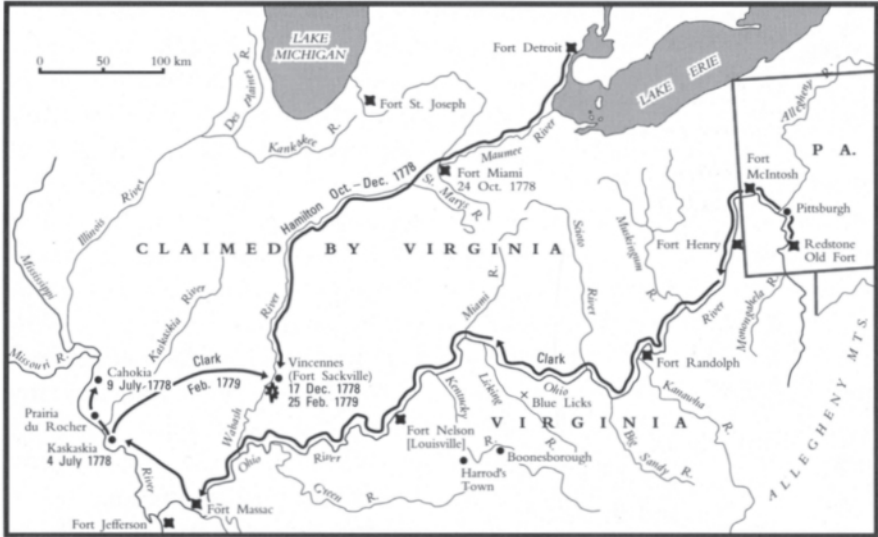 LAKE
MICHIGAN
0 50 100 km
Des Plaines R.
Fort St. Joseph
Kankakee R.
Fort Detroit
LAKE ERIE
Maumee River
Fort Miami
24 Oct. 1778
St. Marys R.
Hamilton Oct.–Dec. 1778
Allegheny R.
P A.
Fort
McIntosh
Pittsburgh
Redstone
Old Fort
Fort Henry
Monongahela R.
Muskingum R.
River
Scioto River
Miami R.
Illinois River
Mississippi
CLAIMED BY VIRGINIA
Missouri R.
Kaskaskia River
River
Clark
Feb. 1779
Cahokia
9 July-1778
Prairia
du Rocher
Kaskaskia
4 July 1778
Vincennes
(Fort Sackville)
17 Dec. 1778
25 Feb. 1779
Wabash
Clark
Ohio
Fort Randolph
Kanawha R.
Kentucky
Licking
R.
Blue Licks
VIRGINIA
Big Sandy R.
ALLEGHENY MTS.
Fort Nelson
[Louisville]
R.
Boonesborough
Harrod's
Town
Ohio River
Green R.
River
Fort Massac
Fort Jefferson